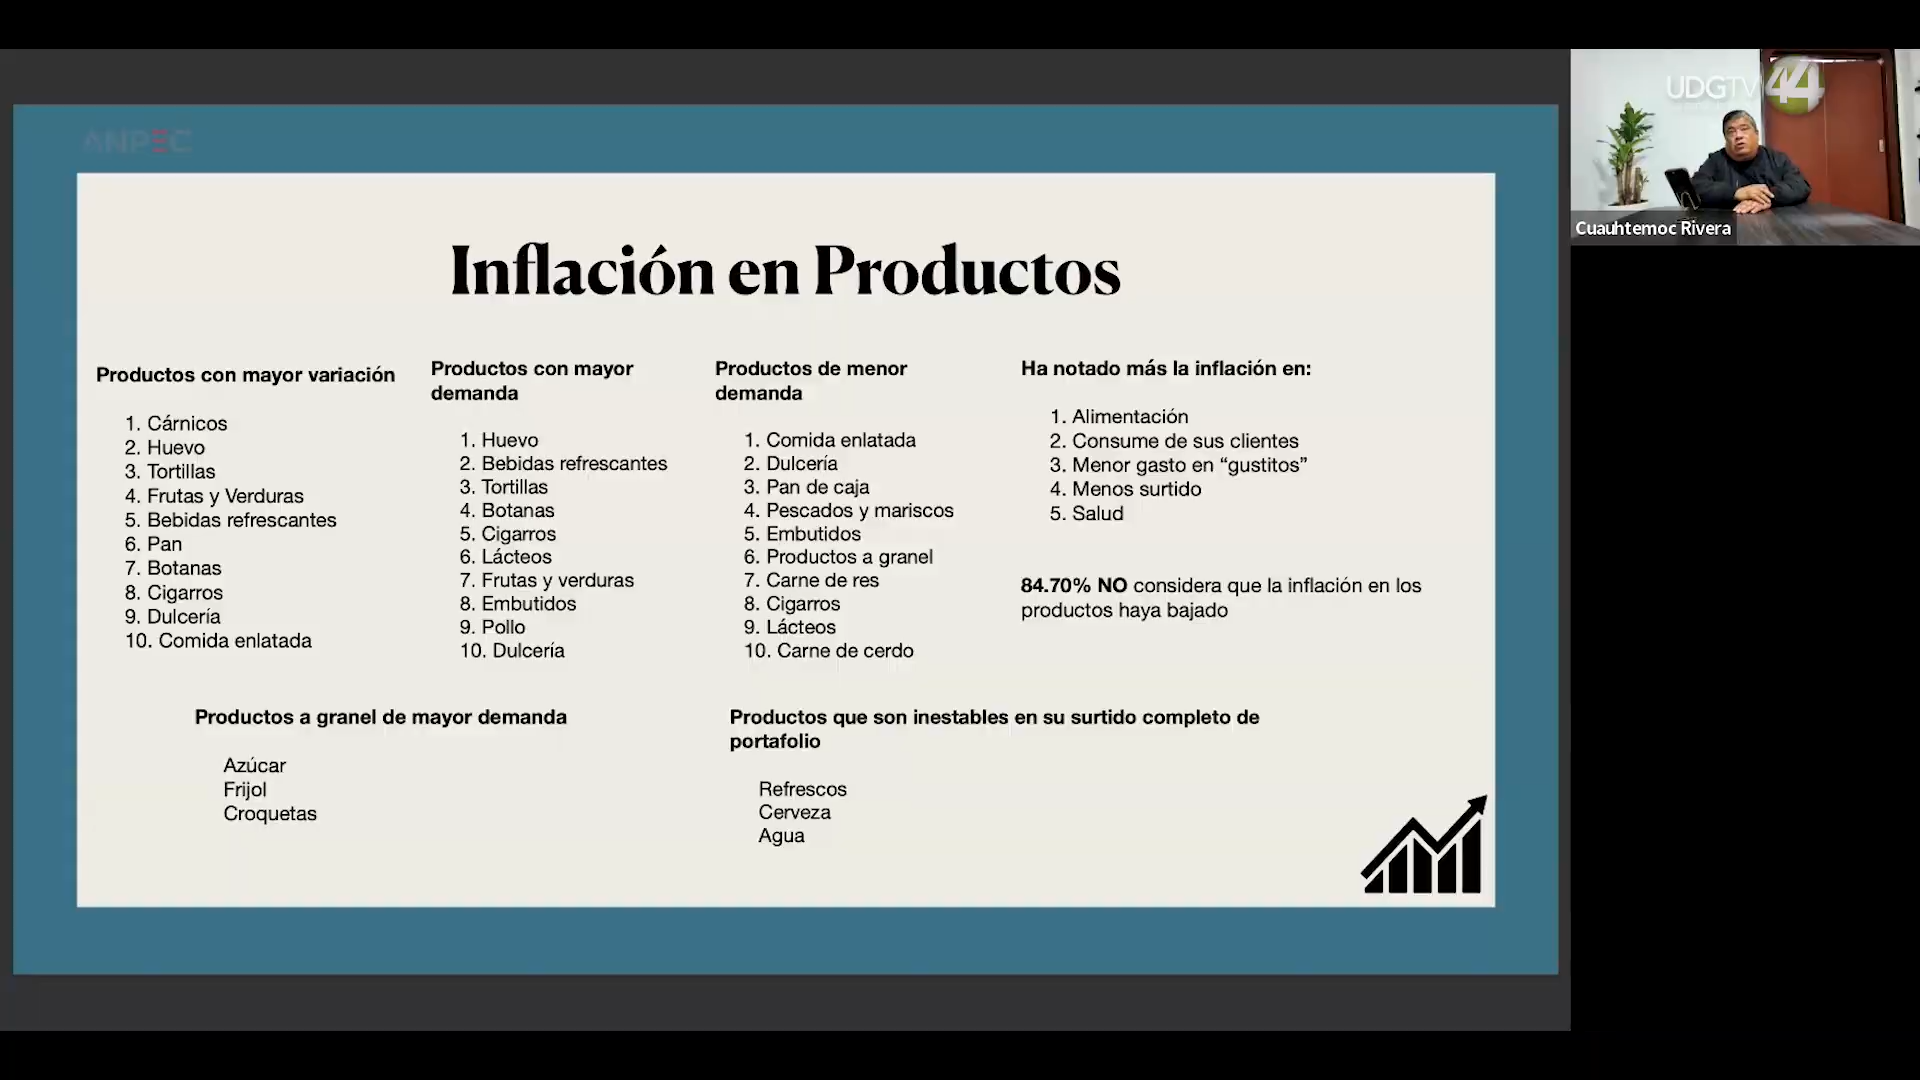 ANPEC
Inflación en Productos
Productos con mayor variación
1. Cárnicos
2. Huevo
3. Tortillas
4. Frutas y Verduras
5. Bebidas refrescantes
6. Pan
7. Botanas
8. Cigarros
9. Dulcería
10. Comida enlatada
Productos con mayor
demanda
1. Huevo
2. Bebidas refrescantes
3. Tortillas
4. Botanas
5. Cigarros
6. Lácteos
7. Frutas y verduras
8. Embutidos
9. Pollo
10. Dulcería
Productos de menor
demanda
1. Comida enlatada
2. Dulcería
3. Pan de caja
4. Pescados y mariscos
5. Embutidos
6. Productos a granel
7. Carne de res
8. Cigarros
9. Lácteos
10. Carne de cerdo
Ha notado más la inflación en:
1. Alimentación
2. Consume de sus clientes
3. Menor gasto en “gustitos”
4. Menos surtido
5. Salud
84.70% NO considera que la inflación en los
productos haya bajado
Productos a granel de mayor demanda
Azúcar
Frijol
Croquetas
Productos que son inestables en su surtido completo de
portafolio
Refrescos
Cerveza
Agua
UDGTV 44
Cuauhtemoc Rivera